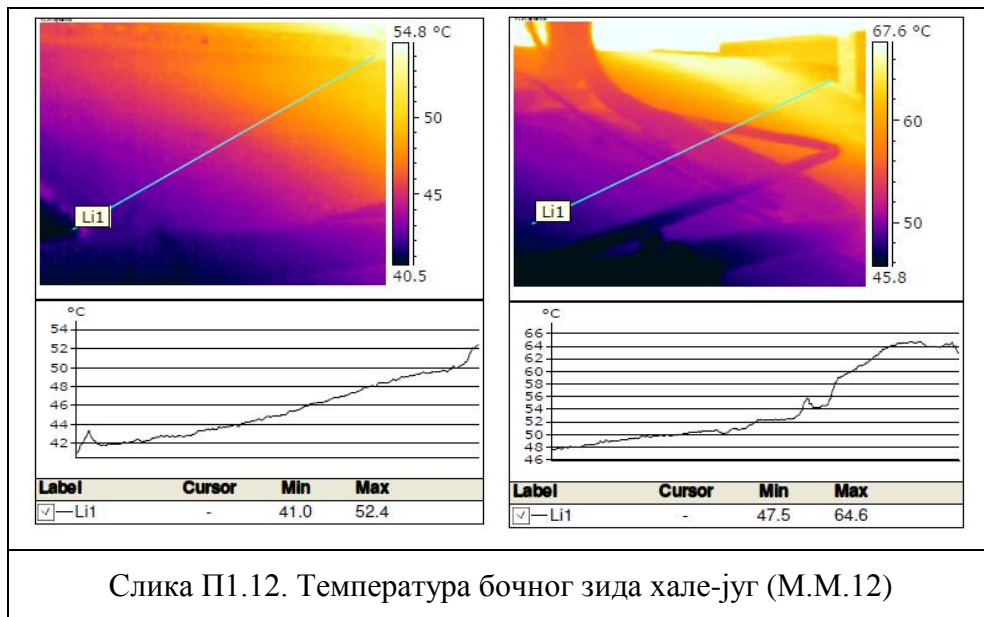 54.8 °C
50
45
40.5
Li1
°C
54
52
50
48
46
44
42
Label Cursor Min Max
Li1 - 41.0 52.4
67.6 °C
60
50
45.8
Li1
°C
66
64
62
60
58
56
54
52
50
48
46
Label Cursor Min Max
Li1 - 47.5 64.6
Слика П1.12. Температура бочног зида хале-југ (М.М.12)